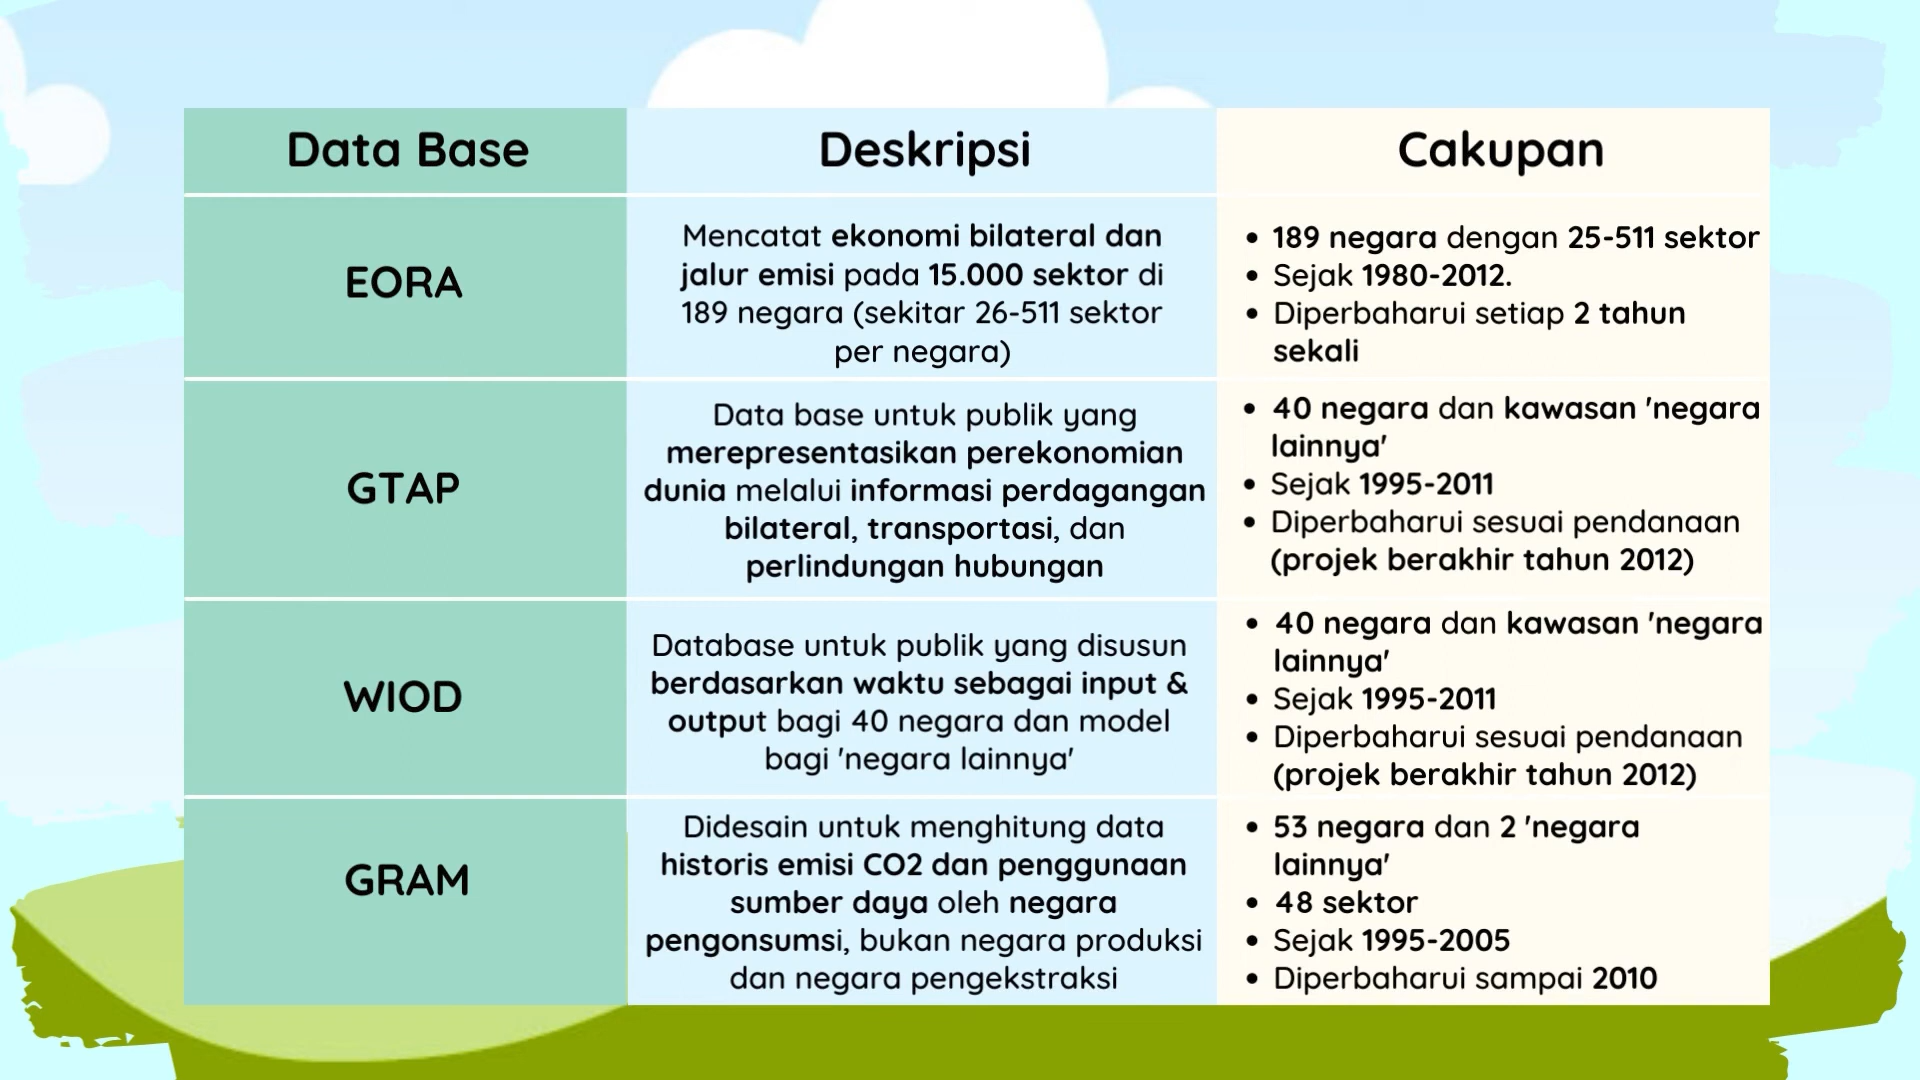 Data Base
Deskripsi
Cakupan
EORA
Mencatat ekonomi bilateral dan
jalur emisi pada 15.000 sektor di
189 negara (sekitar 26-511 sektor
per negara)
• 189 negara dengan 25-511 sektor
• Sejak 1980-2012.
• Diperbaharui setiap 2 tahun
sekali
GTAP
Data base untuk publik yang
merepresentasikan perekonomian
dunia melalui informasi perdagangan
bilateral, transportasi, dan
perlindungan hubungan
• 40 negara dan kawasan 'negara
lainnya'
• Sejak 1995-2011
• Diperbaharui sesuai pendanaan
(projek berakhir tahun 2012)
WIOD
Database untuk publik yang disusun
berdasarkan waktu sebagai input &
output bagi 40 negara dan model
bagi 'negara lainnya'
• 40 negara dan kawasan 'negara
lainnya'
• Sejak 1995-2011
• Diperbaharui sesuai pendanaan
(projek berakhir tahun 2012)
GRAM
Didesain untuk menghitung data
historis emisi CO2 dan penggunaan
sumber daya oleh negara
pengonsumsi, bukan negara produksi
dan negara pengekstraksi
• 53 negara dan 2 'negara
lainnya'
• 48 sektor
• Sejak 1995-2005
• Diperbaharui sampai 2010